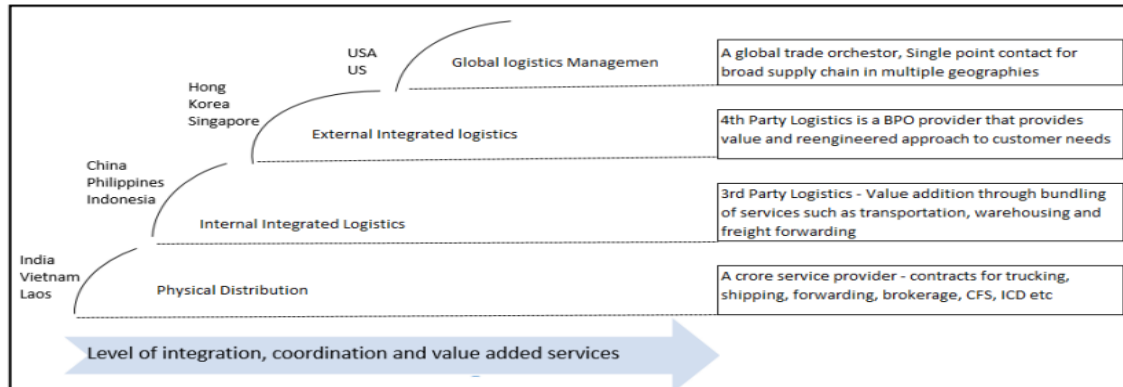 USA
US
Global logistics Managemen
A global trade orchestor, Single point contact for
broad supply chain in multiple geographies
Hong
Korea
Singapore
External Integrated logistics
4th Party Logistics is a BPO provider that provides
value and reengineered approach to customer needs
China
Philippines
Indonesia
Internal Integrated Logistics
3rd Party Logistics - Value addition through bundling
of services such as transportation, warehousing and
freight forwarding
India
Vietnam
Laos
Physical Distribution
A crore service provider - contracts for trucking,
shipping, forwarding, brokerage, CFS, ICD etc
Level of integration, coordination and value added services